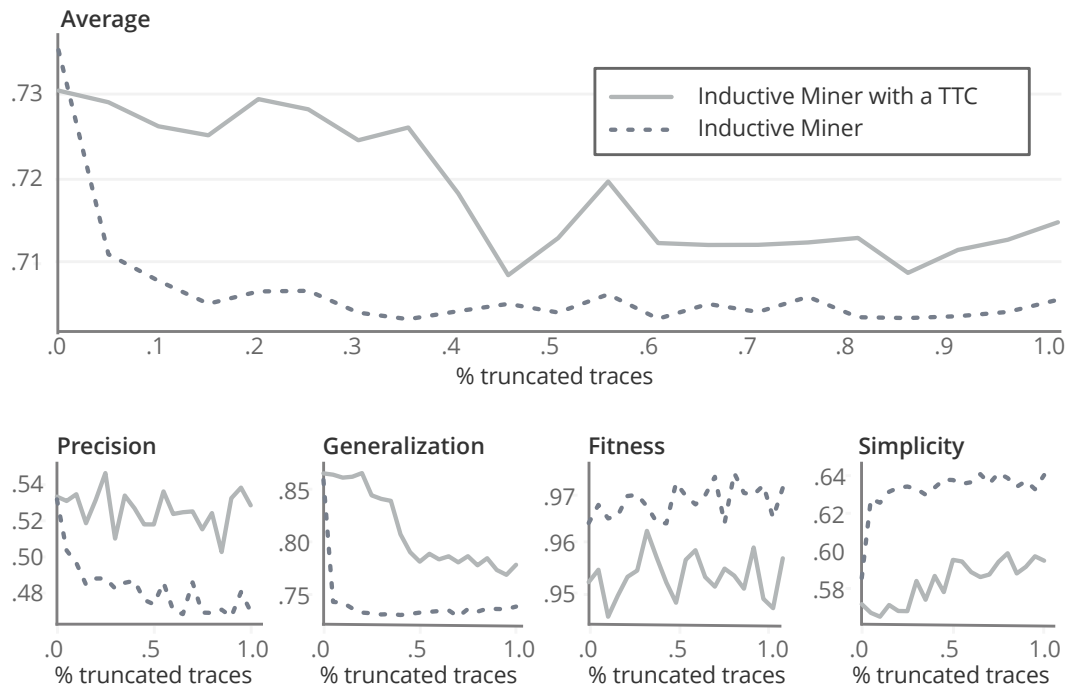 Average
.73
.72
.71
Inductive Miner with a TTC
Inductive Miner
.0 .1 .2 .3 .4 .5 .6 .7 .8 .9 1.0
% truncated traces
Precision
.54
.52
.50
.48
.0 .5 1.0
% truncated traces
Generalization
.85
.80
.75
.0 .5 1.0
% truncated traces
Fitness
.97
.96
.95
.0 .5 1.0
% truncated traces
Simplicity
.64
.62
.60
.58
.0 .5 1.0
% truncated traces